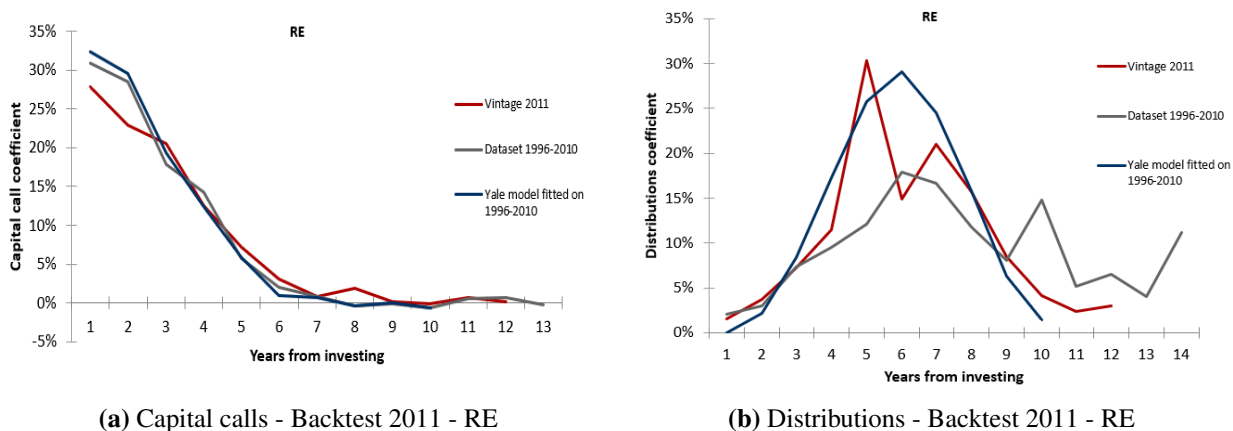 RE
35%
30%
25%
20%
15%
10%
5%
0%
-5%
Capital call coefficient
1 2 3 4 5 6 7 8 9 10 11 12 13
Years from investing
Vintage 2011
Dataset 1996-2010
Yale model fitted on
1996-2010
(a) Capital calls - Backtest 2011 - RE
RE
35%
30%
25%
20%
15%
10%
5%
0%
Distributions coefficient
1 2 3 4 5 6 7 8 9 10 11 12 13 14
Years from investing
Vintage 2011
Dataset 1996-2010
Yale model fitted on
1996-2010
(b) Distributions - Backtest 2011 - RE